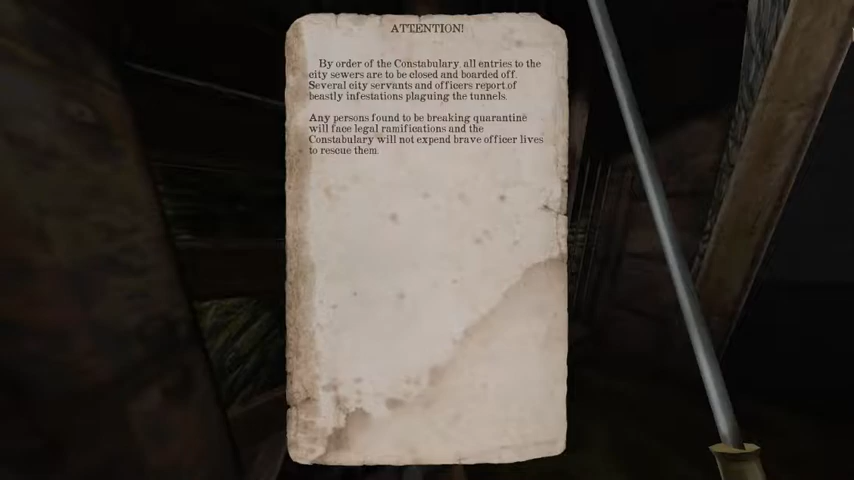 ATTENTION!
By order of the Constabulary, all entries to the
city sewers are to be closed and boarded off.
Several city servants and officers report of
beastly infestations plaguing the tunnels.
Any persons found to be breaking quarantine
will face legal ramifications and the
Constabulary will not expend brave officer lives
to rescue them.